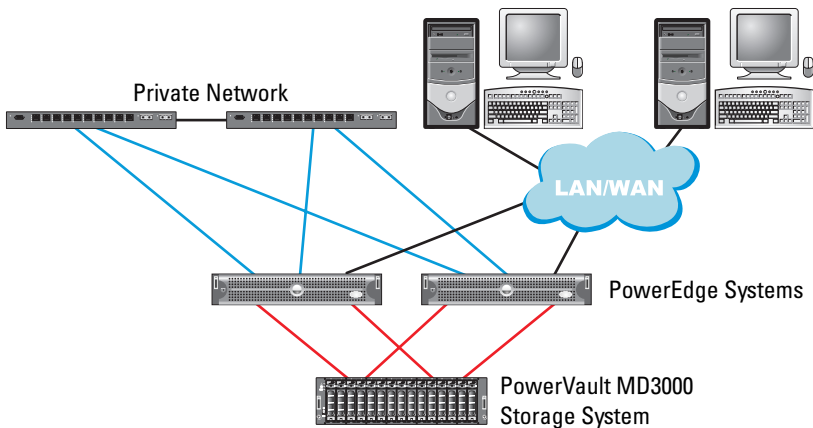 Private Network
LAN/WAN
PowerEdge Systems
PowerVault MD3000
Storage System